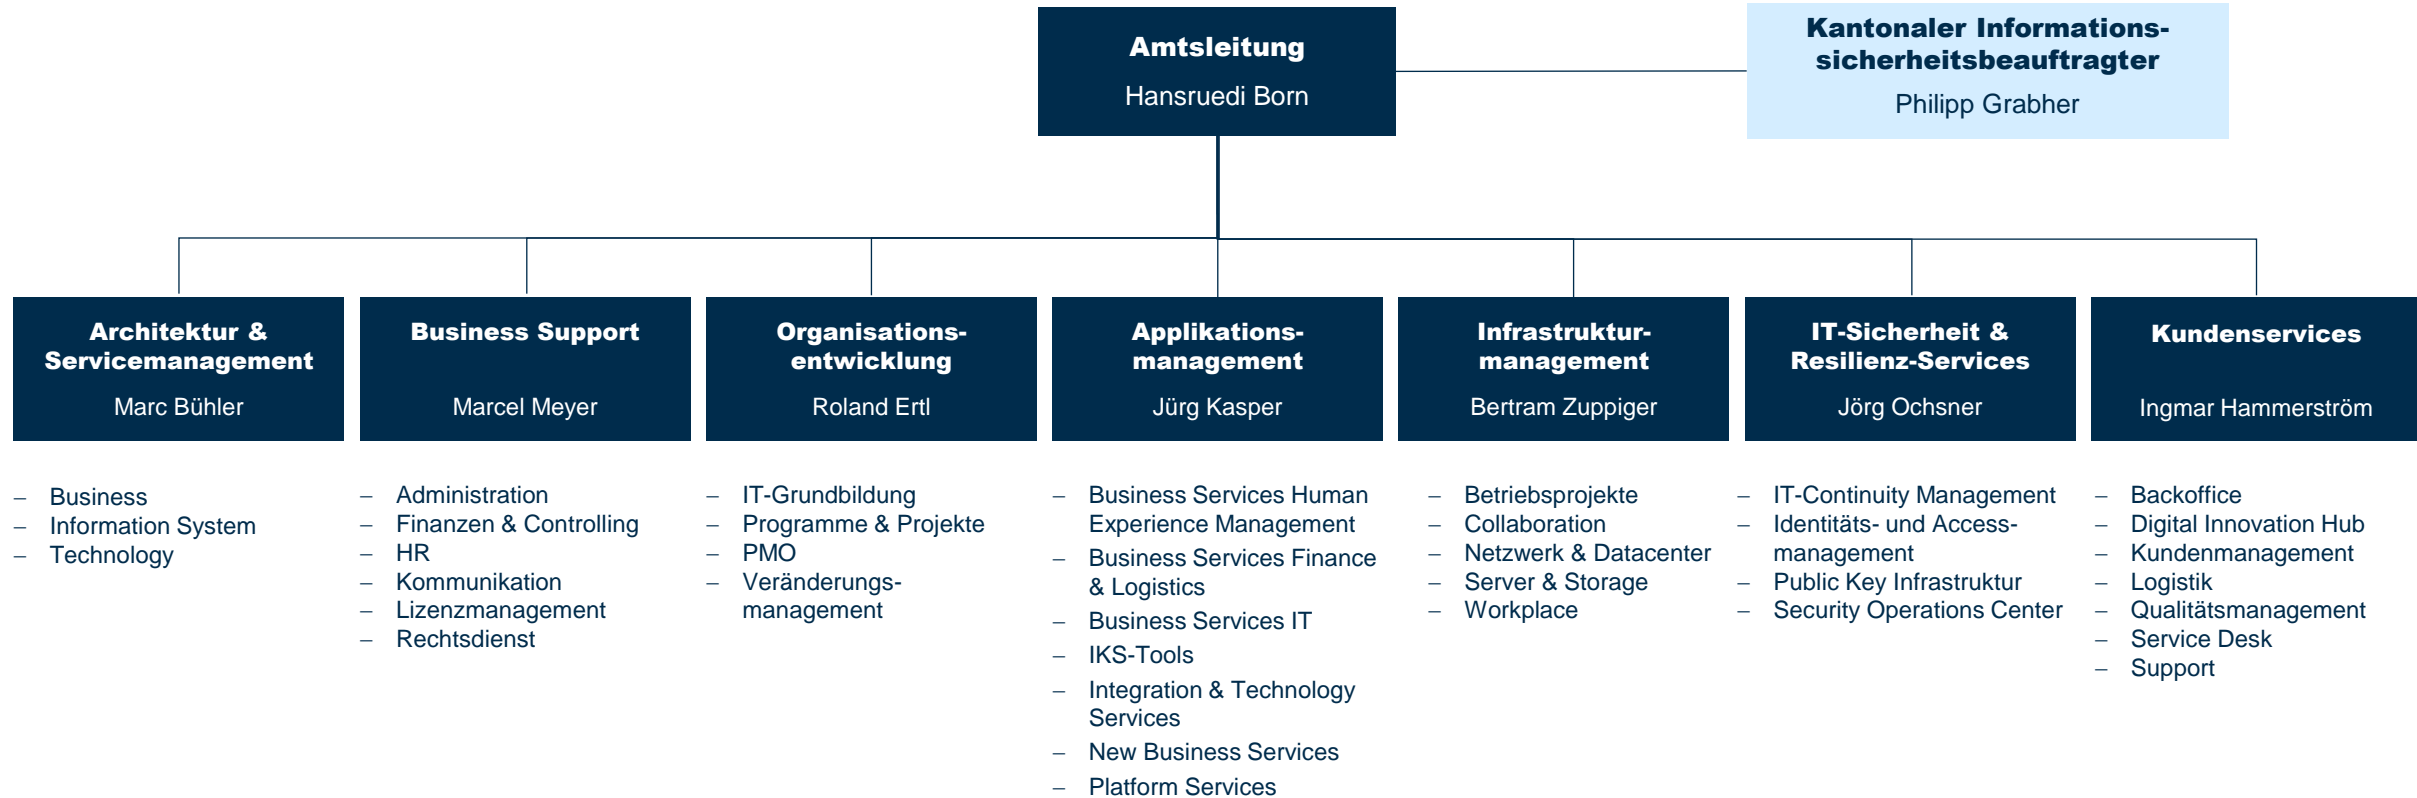 Amtsleitung
Hansruedi Born
Kantonaler Informations-
sicherheitsbeauftragter
Philipp Grabher
Architektur &
Servicemanagement
Marc Bühler
– Business
– Information System
– Technology
Business Support
Marcel Meyer
– Administration
– Finanzen & Controlling
– HR
– Kommunikation
– Lizenzmanagement
– Rechtsdienst
Organisations-
entwicklung
Roland Ertl
– IT-Grundbildung
– Programme & Projekte
– PMO
– Veränderungs-
management
Applikations-
management
Jürg Kasper
– Business Services Human
Experience Management
– Business Services Finance
& Logistics
– Business Services IT
– IKS-Tools
– Integration & Technology
Services
– New Business Services
– Platform Services
Infrastruktur-
management
Bertram Zuppiger
– Betriebsprojekte
– Collaboration
– Netzwerk & Datacenter
– Server & Storage
– Workplace
IT-Sicherheit &
Resilienz-Services
Jörg Ochsner
– IT-Continuity Management
– Identitäts- und Access-
management
– Public Key Infrastruktur
– Security Operations Center
Kundenservices
Ingmar Hammerström
– Backoffice
– Digital Innovation Hub
– Kundenmanagement
– Logistik
– Qualitätsmanagement
– Service Desk
– Support